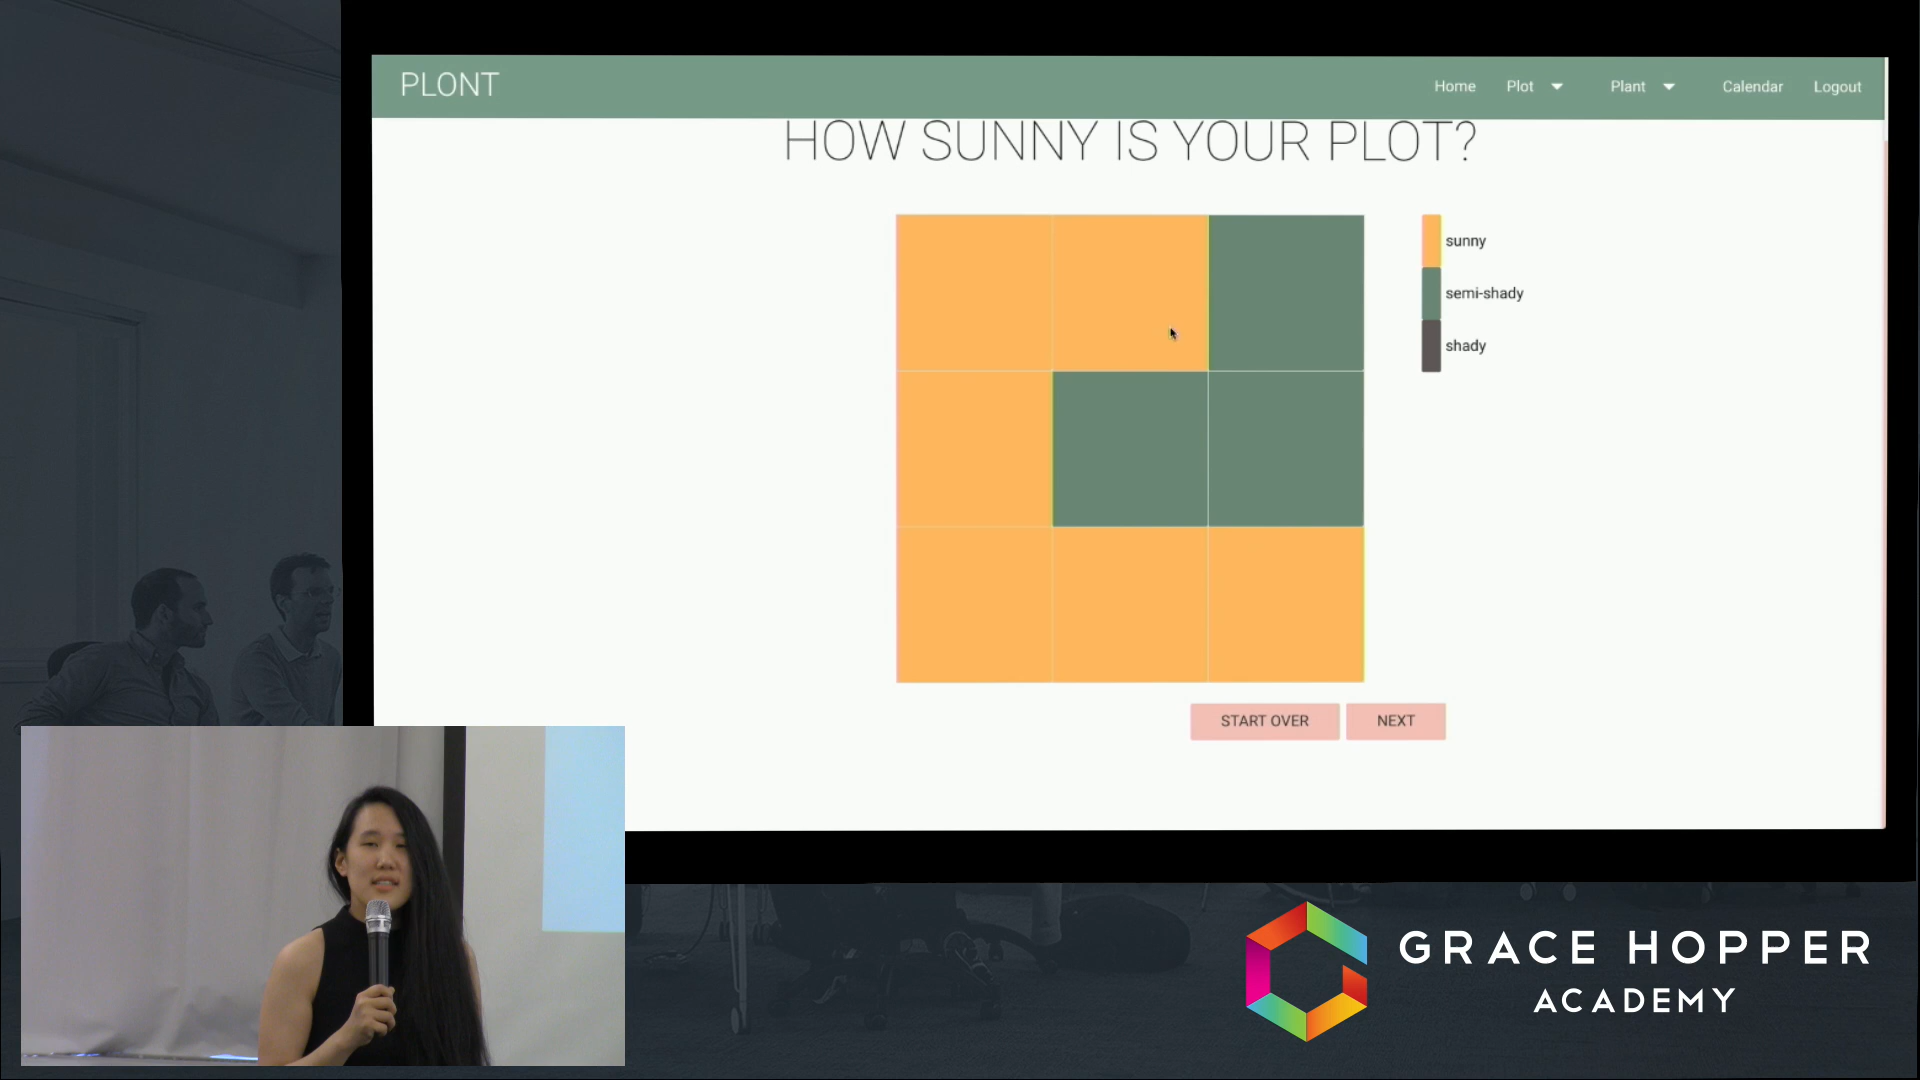 PLONT
Home Plot Plant Calendar Logout
HOW SUNNY IS YOUR PLOT?
sunny
semi-shady
shady
START OVER NEXT
GRACE HOPPER
ACADEMY